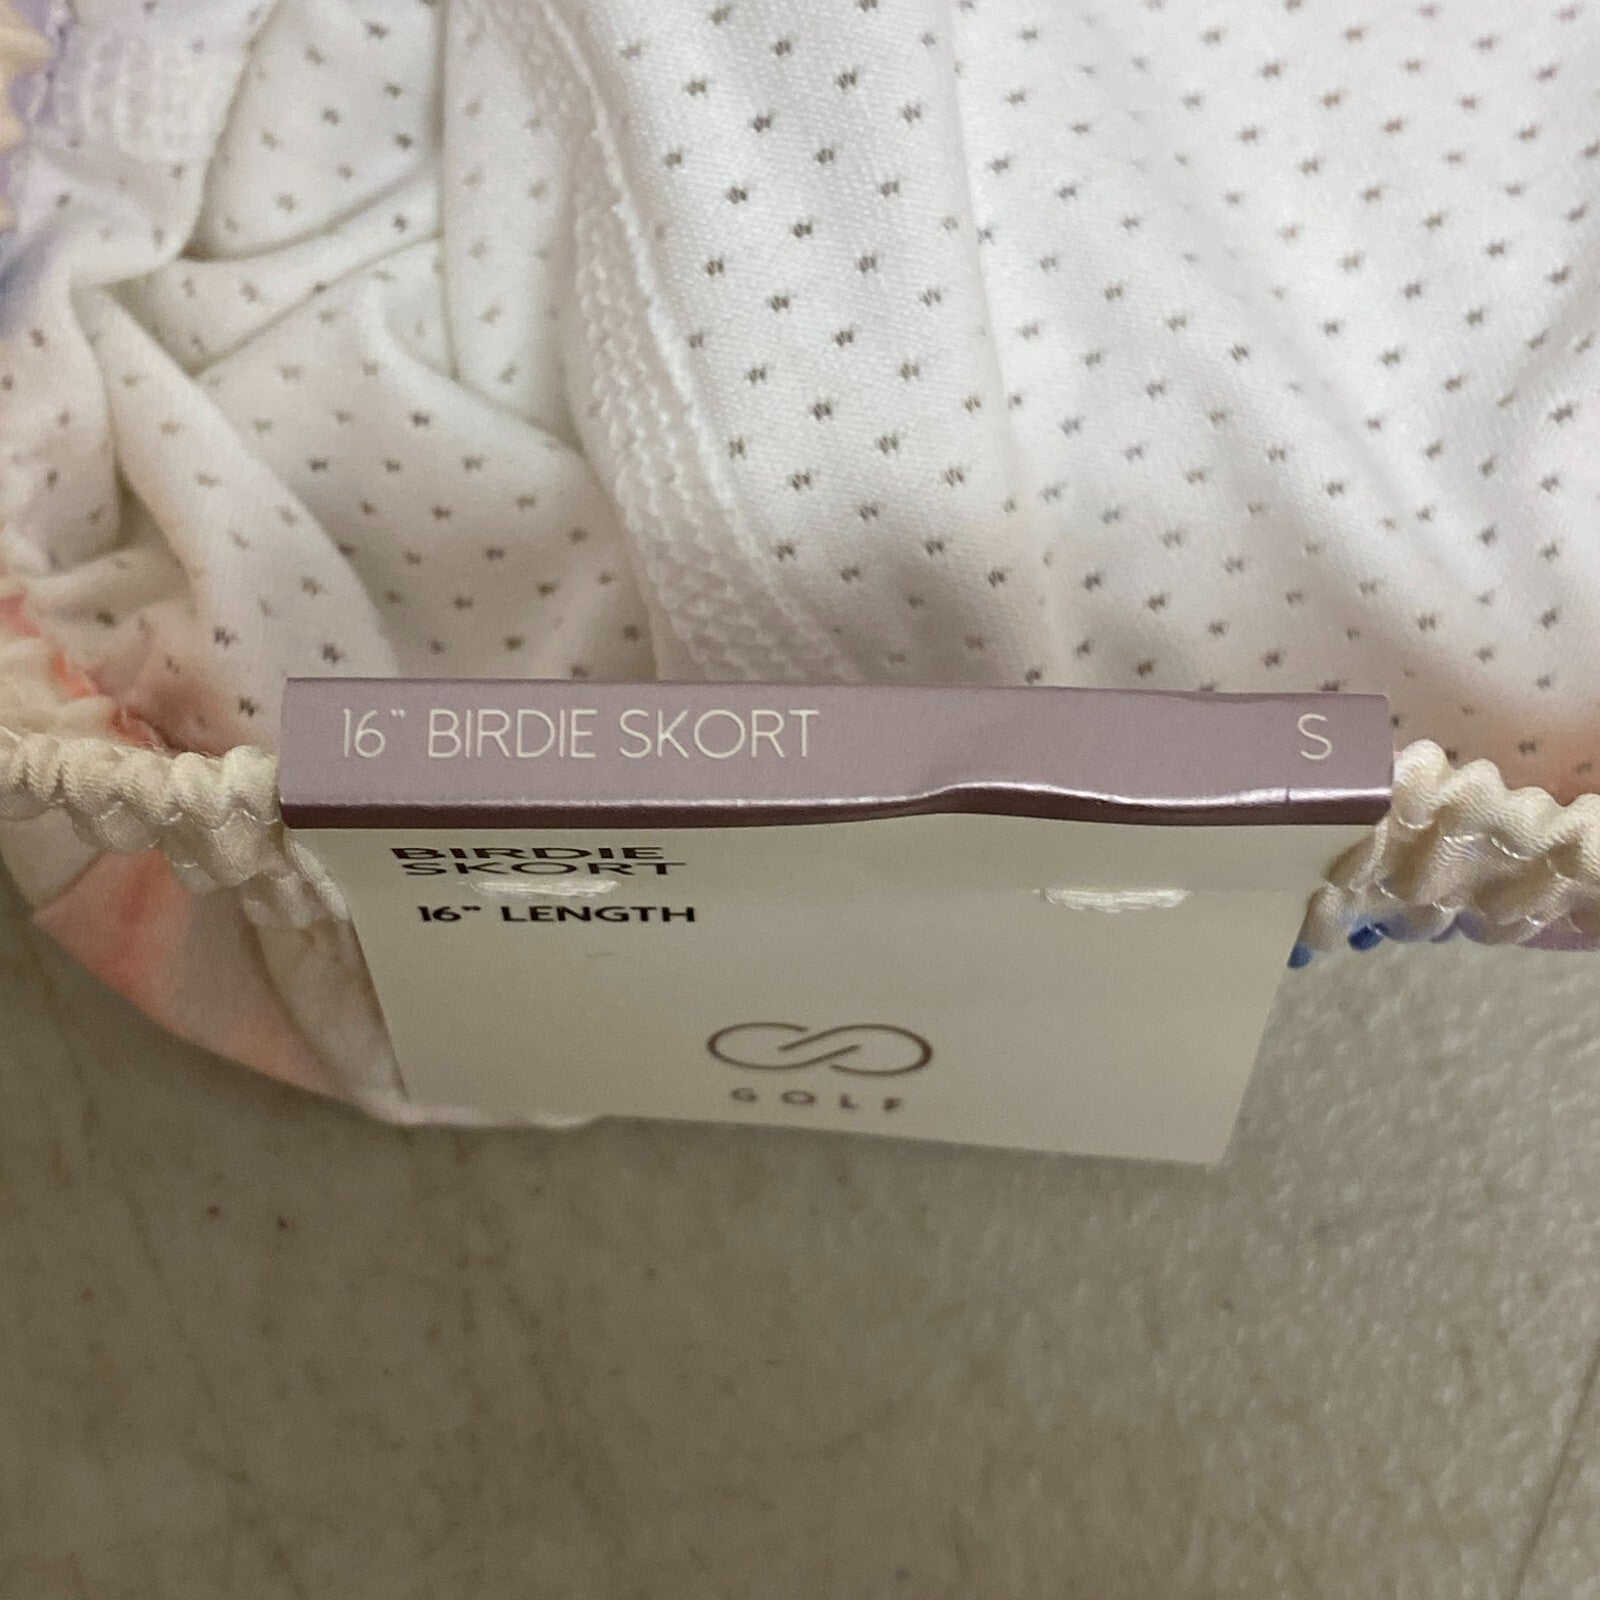 16" BIRDIE SKORT S
BIRDIE
SKORT
16" LENGTH
GOLF